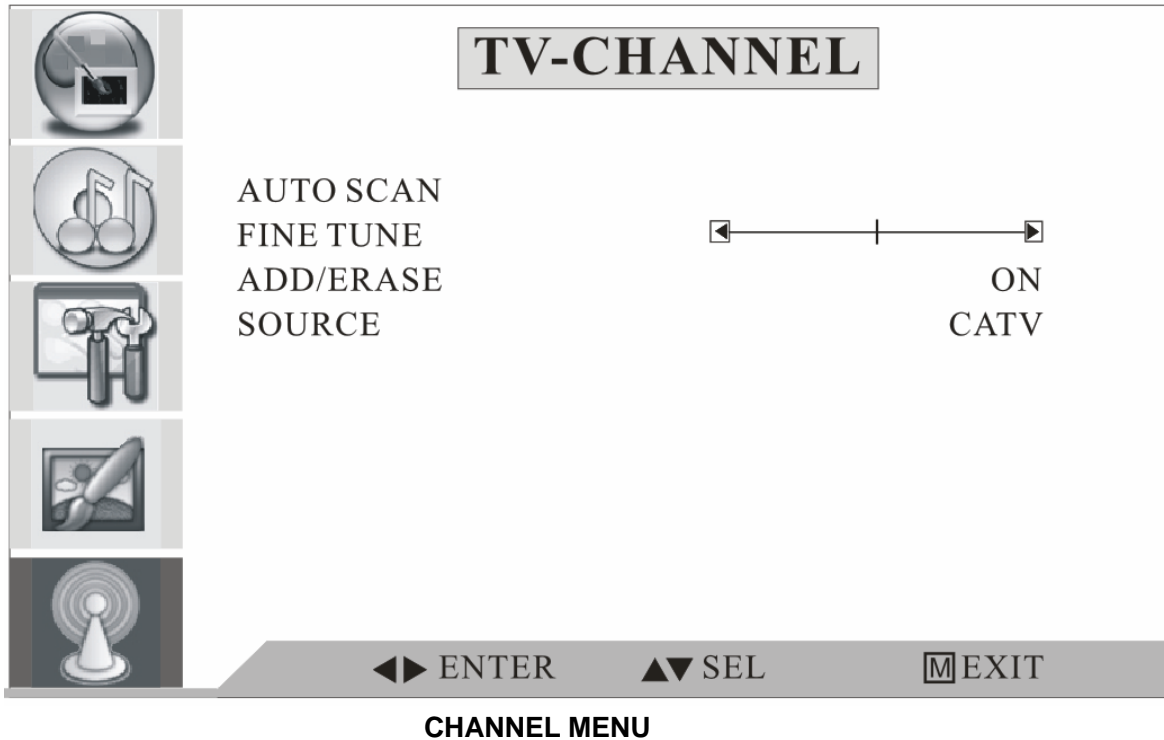 TV-CHANNEL
AUTO SCAN
FINE TUNE
ADD/ERASE ON
SOURCE CATV
◀▶ ENTER ▲▼ SEL M EXIT
CHANNEL MENU